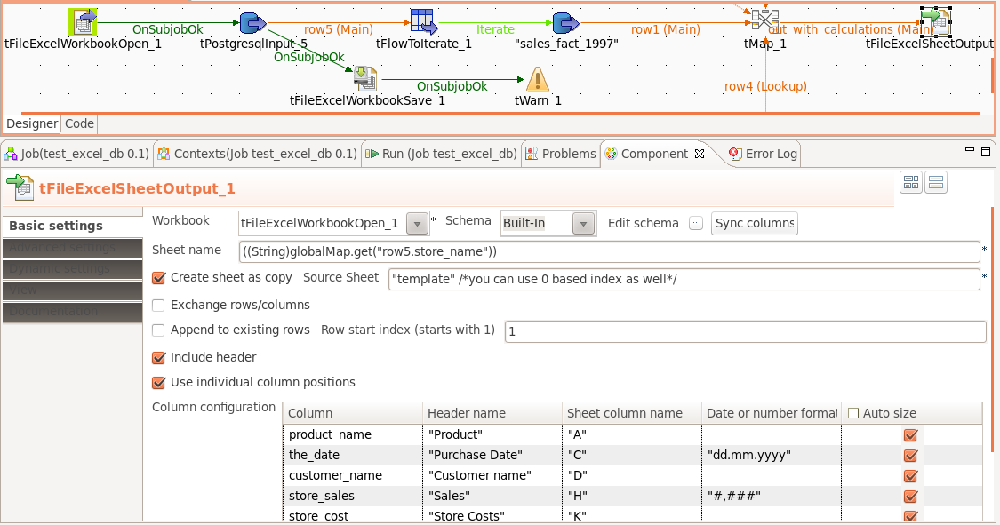 OnSubjobOk
row5 (Main)
Iterate
row1 (Main)
out_with_calculations (Main)
tFileExcelWorkbookOpen_1
tPostgresqlInput_5
tFlowToIterate_1
"sales_fact_1997"
tMap_1
tFileExcelSheetOutput
OnSubjobOk
OnSubjobOk
row4 (Lookup)
tFileExcelWorkbookSave_1
tWarn_1
Designer Code
Job(test_excel_db 0.1) Contexts(Job test_excel_db 0.1) Run (Job test_excel_db) Problems Component Error Log
tFileExcelSheetOutput_1
Basic settings
Advanced settings
Dynamic settings
View
Documentation
Workbook tFileExcelWorkbookOpen_1 * Schema Built-In Edit schema ... Sync columns
Sheet name ((String)globalMap.get("row5.store_name")) *
Create sheet as copy Source Sheet "template" /*you can use 0 based index as well*/ *
Exchange rows/columns
Append to existing rows Row start index (starts with 1) 1
Include header
Use individual column positions
Column configuration Column Header name Sheet column name Date or number format Auto size
product_name "Product" "A"
the_date "Purchase Date" "C" "dd.mm.yyyy"
customer_name "Customer name" "D"
store_sales "Sales" "H" "#,###"
store_cost "Store Costs" "K"